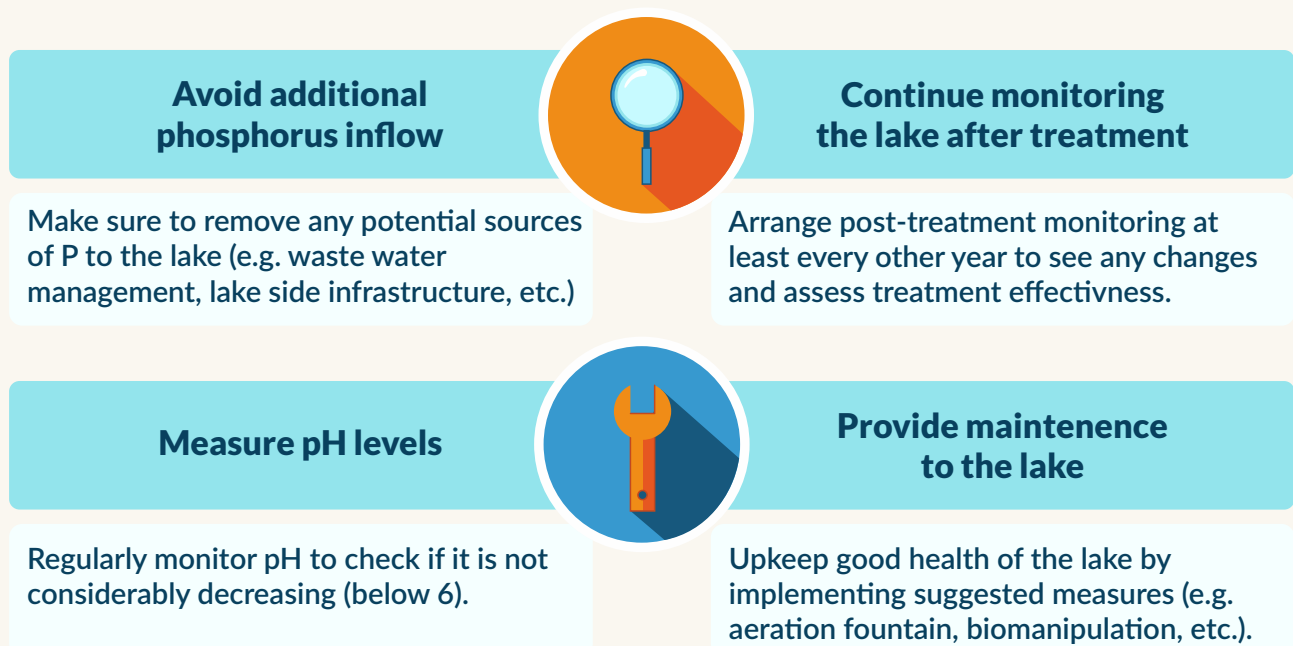 Avoid additional
phosphorus inflow
Make sure to remove any potential sources
of P to the lake (e.g. waste water
management, lake side infrastructure, etc.)
Continue monitoring
the lake after treatment
Arrange post-treatment monitoring at
least every other year to see any changes
and assess treatment effectivness.
Measure pH levels
Regularly monitor pH to check if it is not
considerably decreasing (below 6).
Provide maintenence
to the lake
Upkeep good health of the lake by
implementing suggested measures (e.g.
aeration fountain, biomanipulation, etc.).